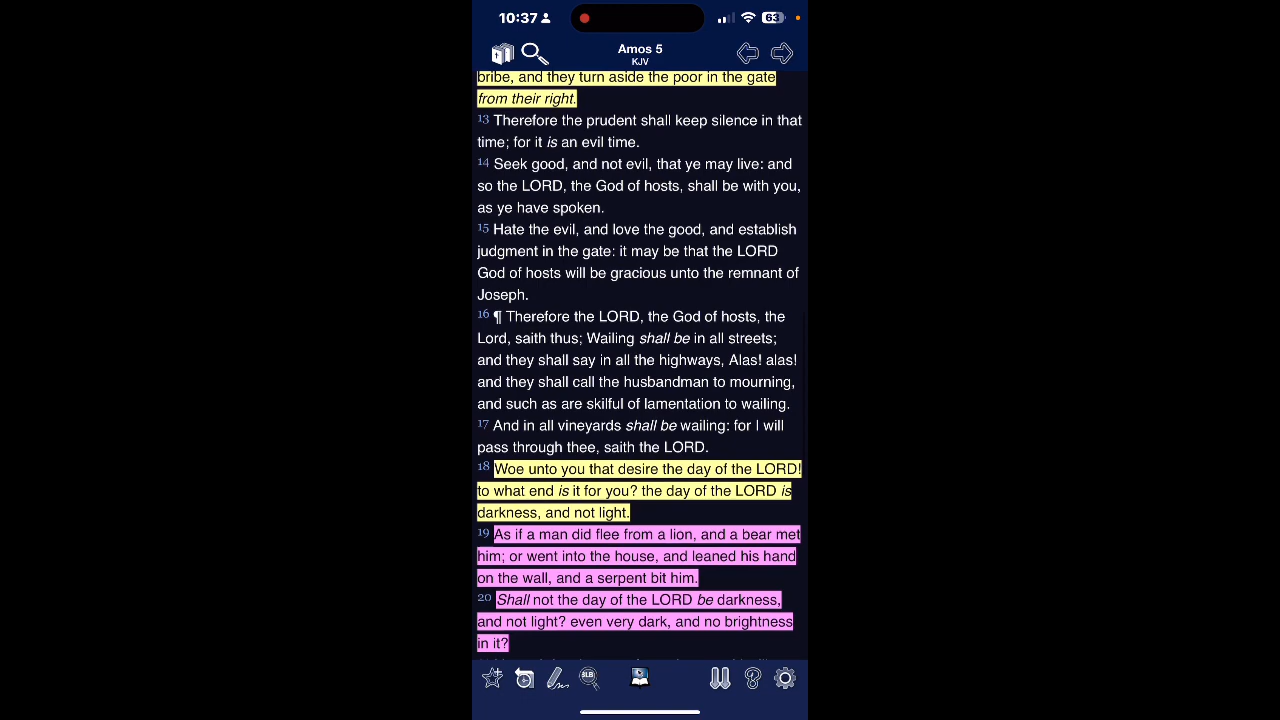 10:37
63
Amos 5
KJV
bribe, and they turn aside the poor in the gate
from their right.
13 Therefore the prudent shall keep silence in that
time; for it is an evil time.
14 Seek good, and not evil, that ye may live: and
so the LORD, the God of hosts, shall be with you,
as ye have spoken.
15 Hate the evil, and love the good, and establish
judgment in the gate: it may be that the LORD
God of hosts will be gracious unto the remnant of
Joseph.
16 ¶ Therefore the LORD, the God of hosts, the
Lord, saith thus; Wailing shall be in all streets;
and they shall say in all the highways, Alas! alas!
and they shall call the husbandman to mourning,
and such as are skilful of lamentation to wailing.
17 And in all vineyards shall be wailing: for I will
pass through thee, saith the LORD.
18 Woe unto you that desire the day of the LORD!
to what end is it for you? the day of the LORD is
darkness, and not light.
19 As if a man did flee from a lion, and a bear met
him; or went into the house, and leaned his hand
on the wall, and a serpent bit him.
20 Shall not the day of the LORD be darkness,
and not light? even very dark, and no brightness
in it?
SLB